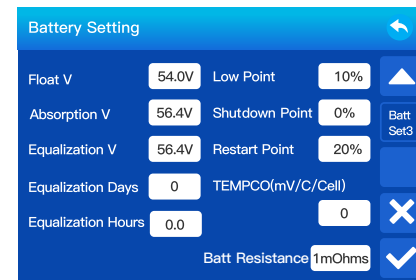 Battery Setting
Float V 54.0V Low Point 10%
Absorption V 56.4V Shutdown Point 0%
Batt
Set3
Equalization V 56.4V Restart Point 20%
Equalization Days 0 TEMPCO(mV/C/Cell)
0
Equalization Hours 0.0
Batt Resistance 1mOhms